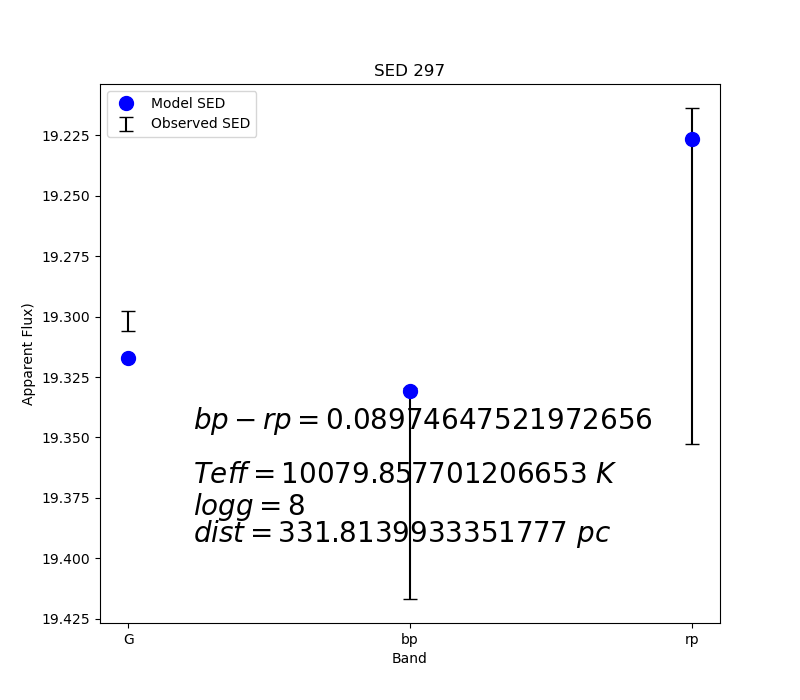 SED 297
Model SED
Observed SED
19.225
19.250
19.275
19.300
19.325
19.350
19.375
19.400
19.425
Apparent Flux)
bp − rp = 0.08974647521972656
Teff = 10079.857701206653 K
logg = 8
dist = 331.8139933351777 pc
G bp rp
Band